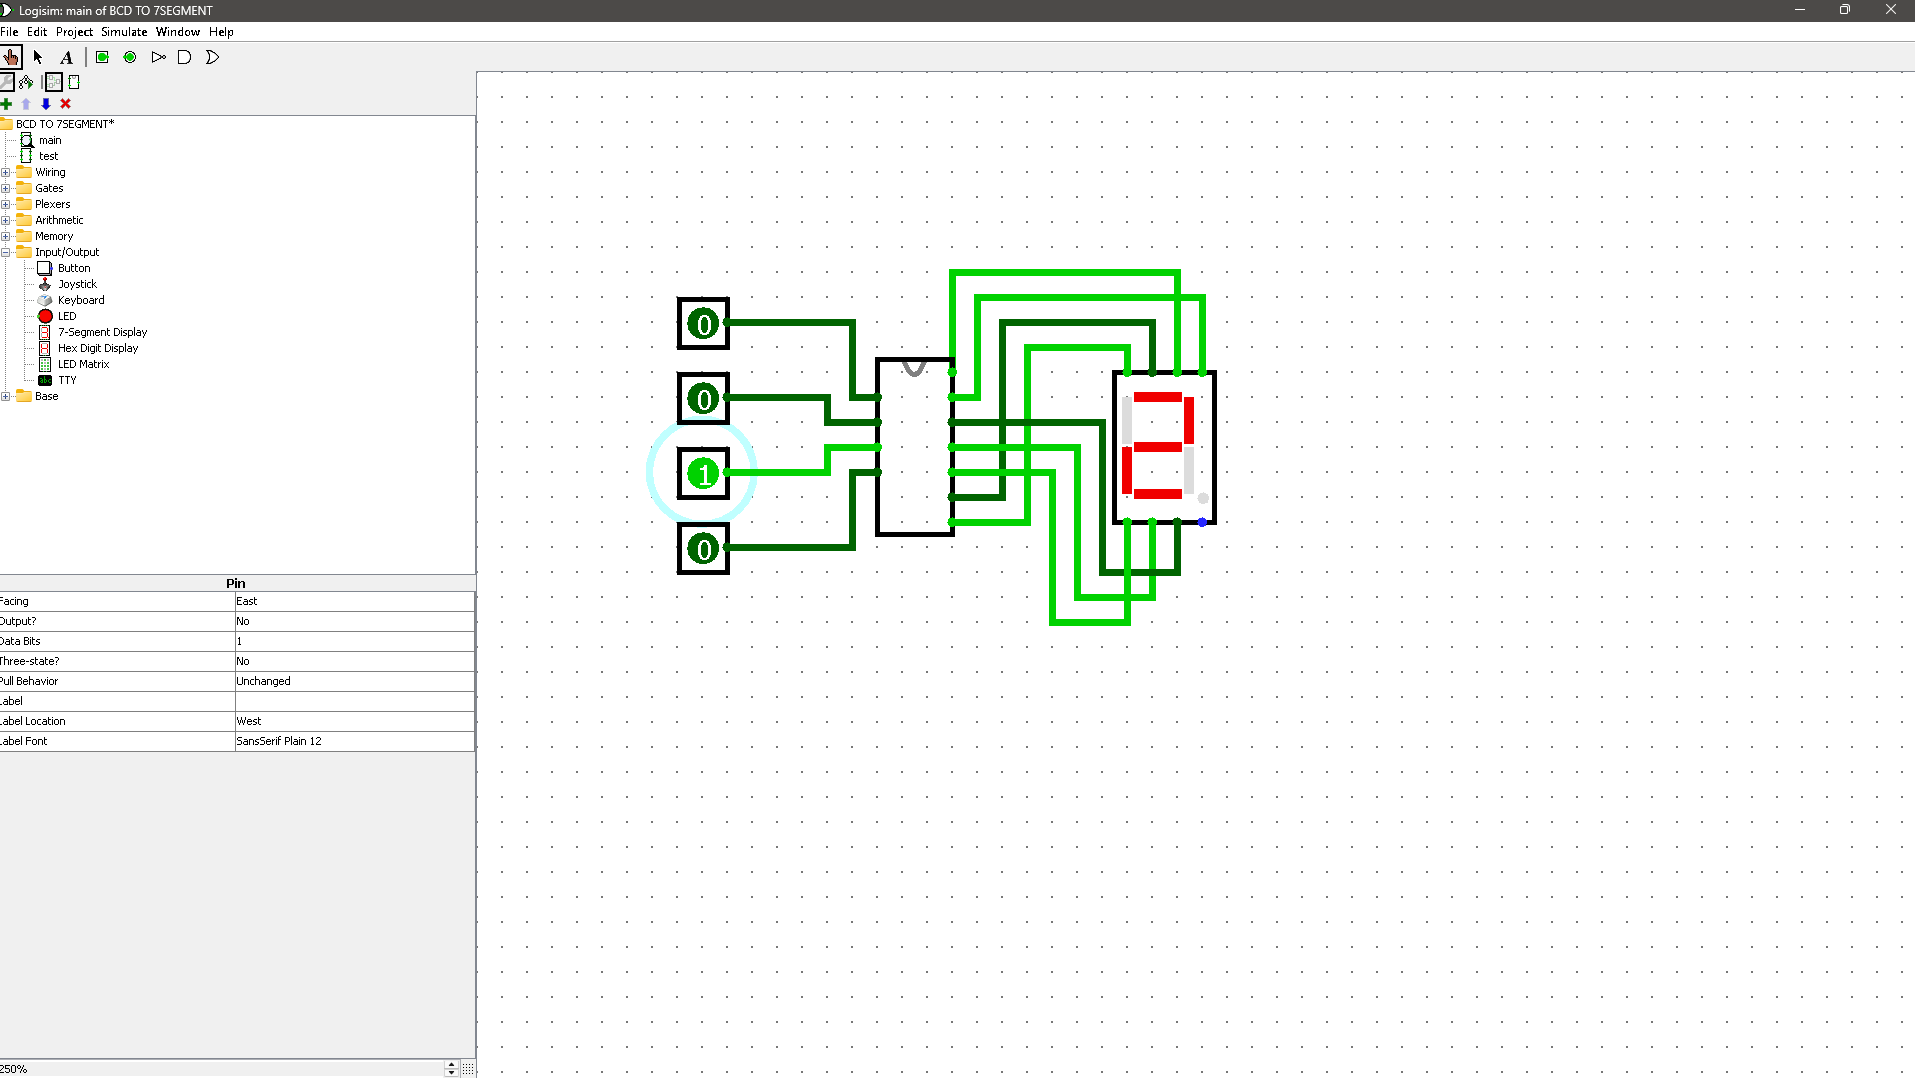 Logisim: main of BCD TO 7SEGMENT
File Edit Project Simulate Window Help
A
BCD TO 7SEGMENT*
main
test
Wiring
Gates
Plexers
Arithmetic
Memory
Input/Output
Button
Joystick
Keyboard
LED
7-Segment Display
Hex Digit Display
LED Matrix
TTY
Base
Pin
Facing East
Output? No
Data Bits 1
Three-state? No
Pull Behavior Unchanged
Label
Label Location West
Label Font SansSerif Plain 12
250%
0
0
1
0